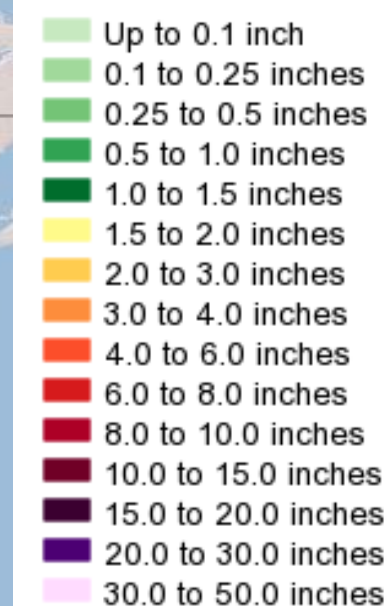 Up to 0.1 inch
0.1 to 0.25 inches
0.25 to 0.5 inches
0.5 to 1.0 inches
1.0 to 1.5 inches
1.5 to 2.0 inches
2.0 to 3.0 inches
3.0 to 4.0 inches
4.0 to 6.0 inches
6.0 to 8.0 inches
8.0 to 10.0 inches
10.0 to 15.0 inches
15.0 to 20.0 inches
20.0 to 30.0 inches
30.0 to 50.0 inches